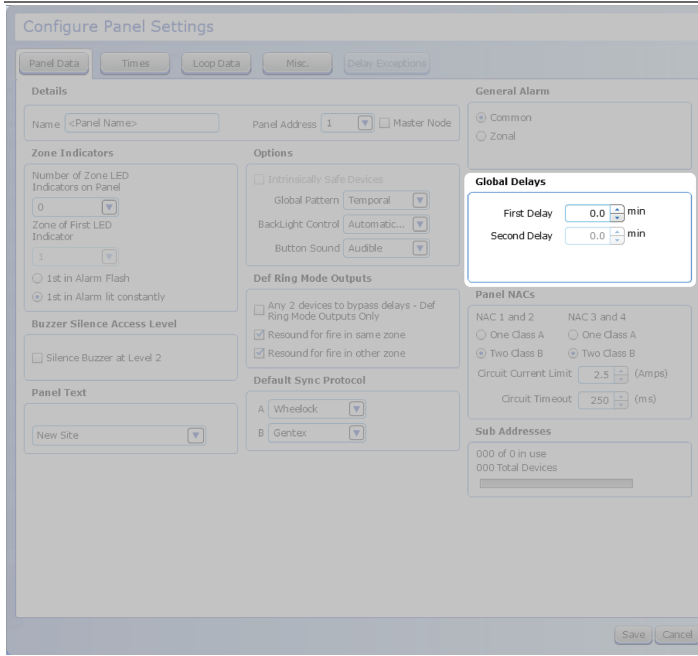 Configure Panel Settings
Panel Data
Times
Loop Data
Misc.
Delay Exceptions
Details
Name <Panel Name>
Panel Address 1
Master Node
Zone Indicators
Number of Zone LED
Indicators on Panel
0
Zone of First LED
Indicator
1
1st in Alarm Flash
1st in Alarm lit constantly
Buzzer Silence Access Level
Silence Buzzer at Level 2
Panel Text
New Site
Options
Intrinsically Safe Devices
Global Pattern Temporal
BackLight Control Automatic...
Button Sound Audible
Def Ring Mode Outputs
Any 2 devices to bypass delays - Def
Ring Mode Outputs Only
Resound for fire in same zone
Resound for fire in other zone
Default Sync Protocol
A Wheelock
B Gentex
General Alarm
Common
Zonal
Global Delays
First Delay 0.0 min
Second Delay 0.0 min
Panel NACs
NAC 1 and 2 NAC 3 and 4
One Class A One Class A
Two Class B Two Class B
Circuit Current Limit 2.5 (Amps)
Circuit Timeout 250 (ms)
Sub Addresses
000 of 0 in use
000 Total Devices
Save Cancel